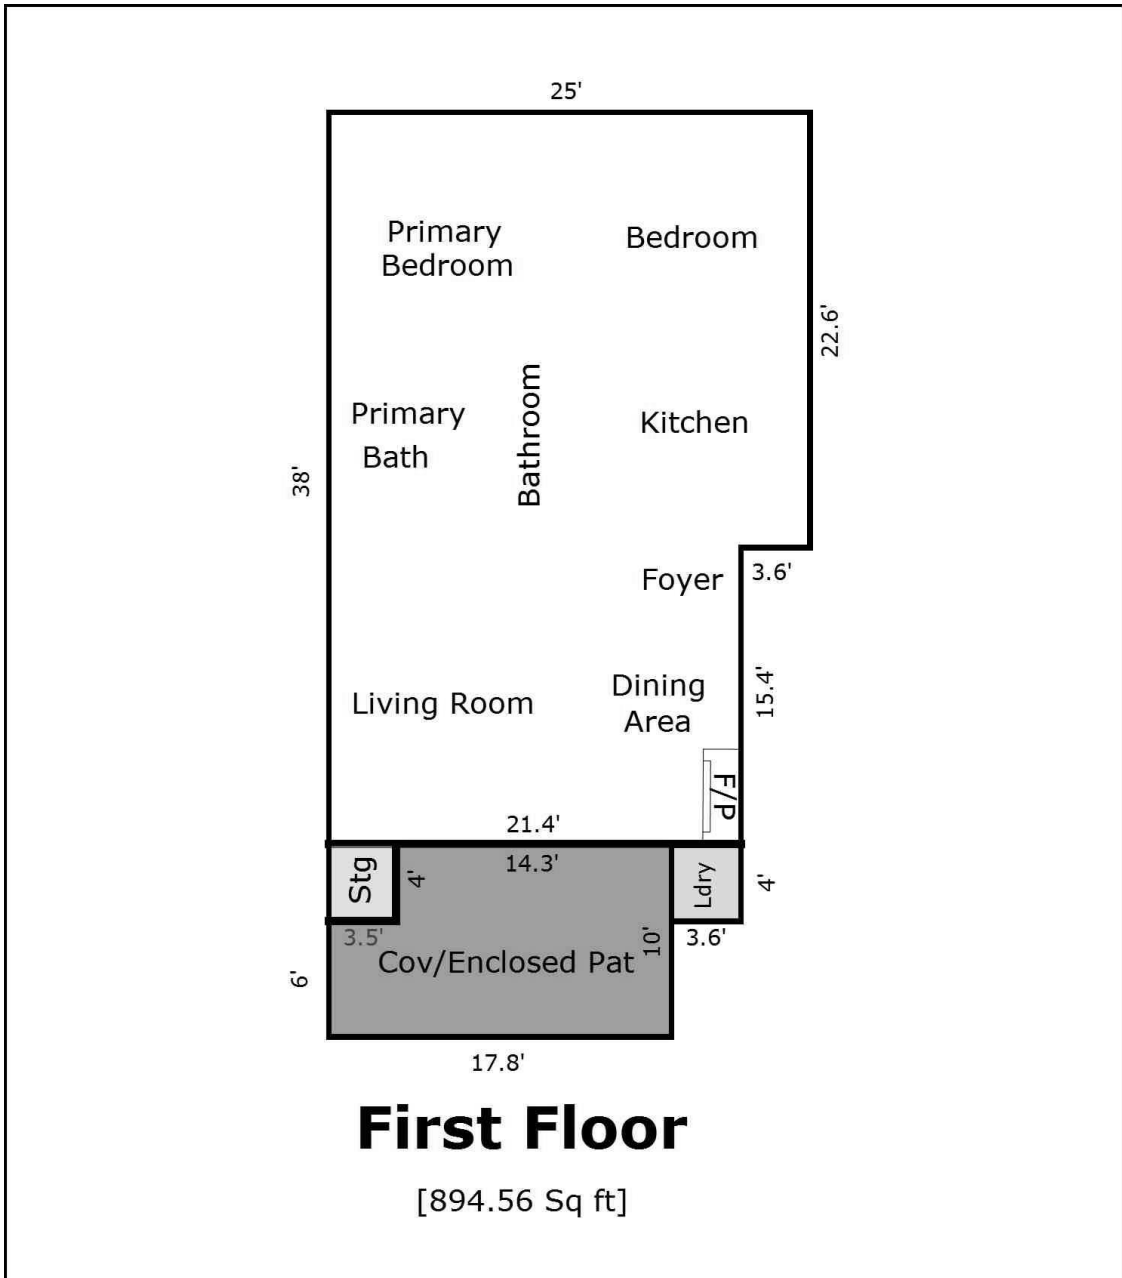 25'
Primary
Bedroom
Bedroom
22.6'
Primary
Bath
Bathroom
Kitchen
38'
Foyer
3.6'
Living Room
Dining
Area
15.4'
F/P
21.4'
Stg
4'
14.3'
Ldry
4'
3.5'
10'
3.6'
Cov/Enclosed Pat
6'
17.8'
First Floor
[894.56 Sq ft]